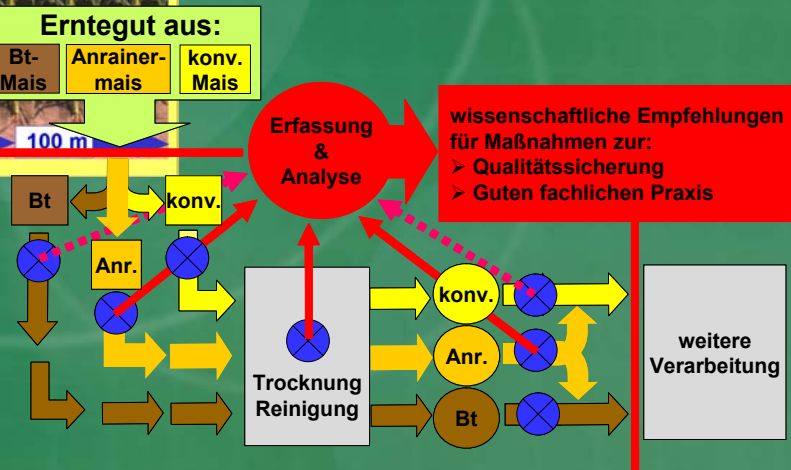 Erntegut aus:
Bt-
Mais
Anrainer-
mais
konv.
Mais
100 m
Erfassung
&
Analyse
wissenschaftliche Empfehlungen
für Maßnahmen zur:
➢ Qualitätssicherung
➢ Guten fachlichen Praxis
Bt
konv.
Anr.
Trocknung
Reinigung
konv.
Anr.
Bt
weitere
Verarbeitung